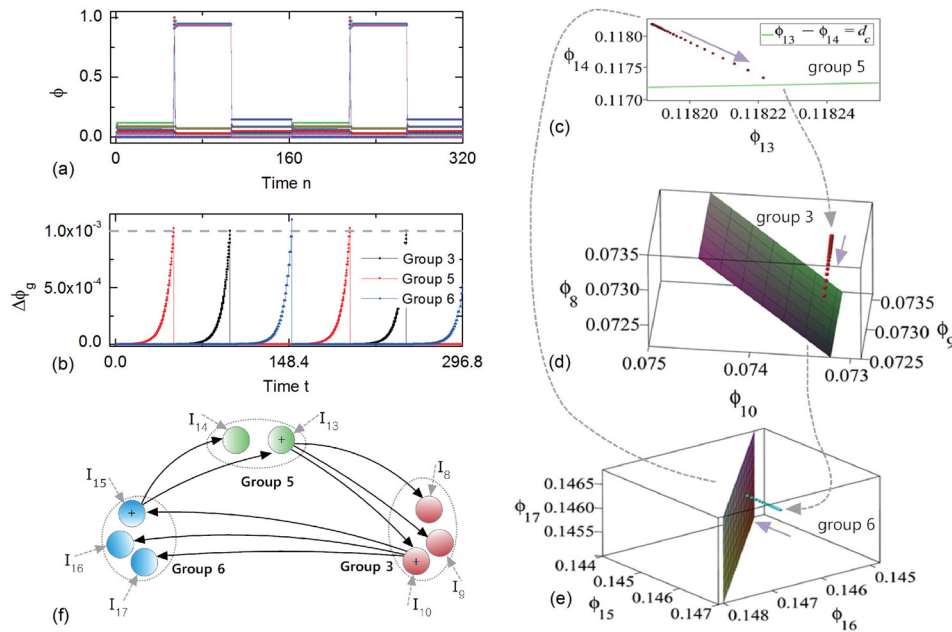 1.0
0.5
0.0
ϕ
0
160
320
(a)
Time n
1.0x10⁻³
5.0x10⁻⁴
0.0
Δϕg
Group 3
Group 5
Group 6
0.0
148.4
296.8
(b)
Time t
I14
I13
I15
I8
Group 5
I16
Group 6
Group 3
I9
I17
I10
(f)
0.1180
ϕ14
0.1175
0.1170
ϕ13 − ϕ14 = dc
group 5
0.11820
0.11822
0.11824
(c)
ϕ13
group 3
0.0735
0.0730
0.0725
ϕ8
0.0735
0.0730
0.0725
ϕ9
0.075
0.074
0.073
(d)
ϕ10
0.14665
0.14660
0.14655
ϕ17
group 6
0.144
0.145
0.146
0.147
ϕ15
0.148
0.147
0.146
0.145
ϕ16
(e)